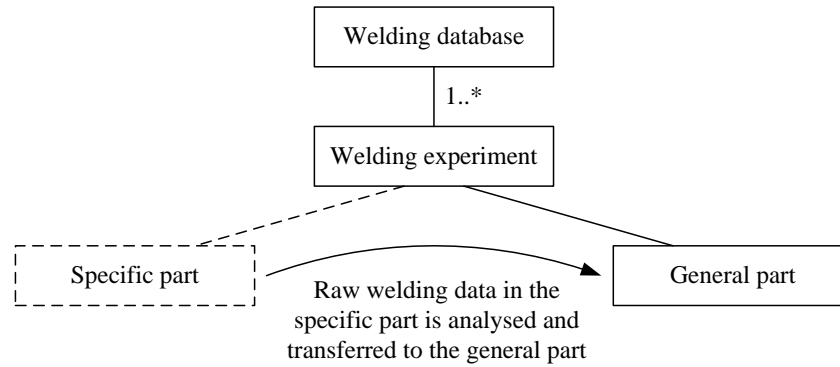 Welding database
1..*
Welding experiment
Specific part
General part
Raw welding data in the
specific part is analysed and
transferred to the general part